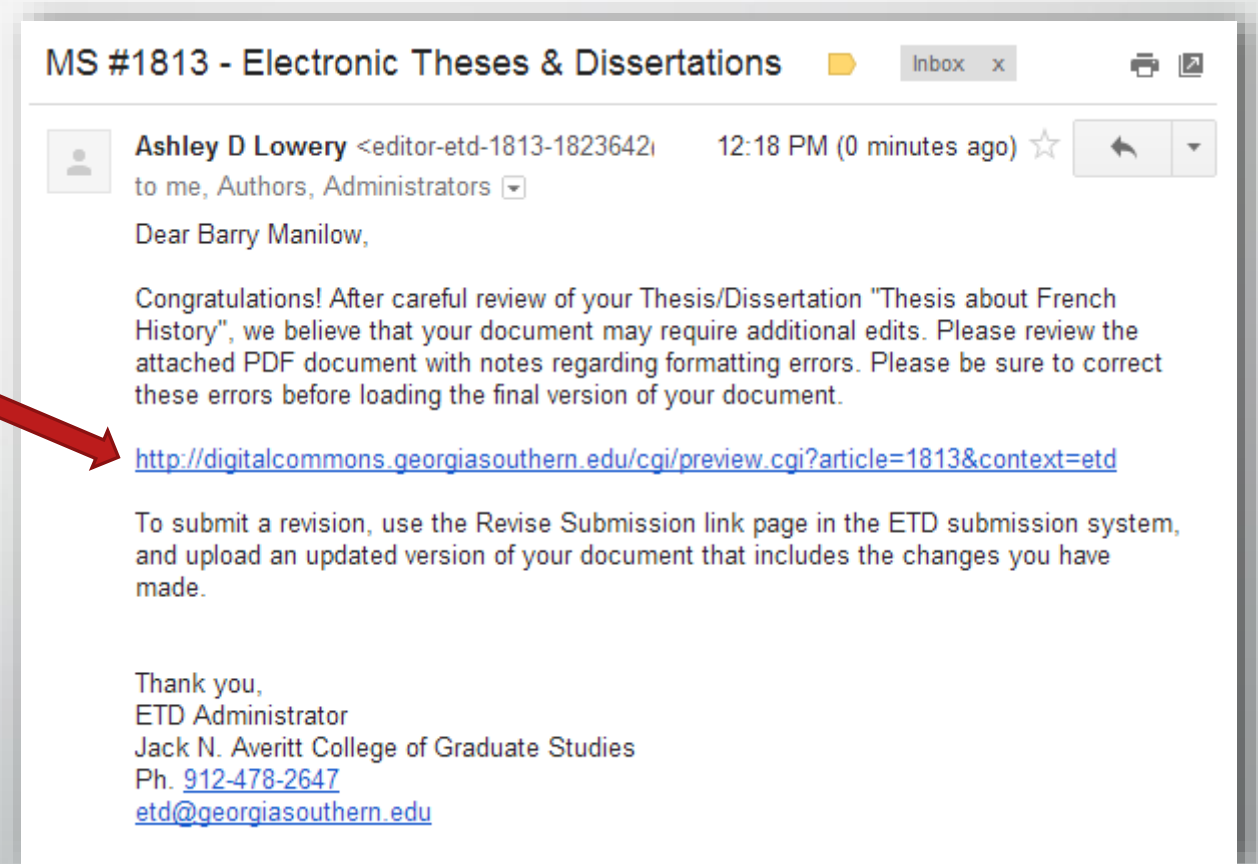 MS #1813 - Electronic Theses & Dissertations Inbox x
Ashley D Lowery <editor-etd-1813-1823642 12:18 PM (0 minutes ago)
to me, Authors, Administrators
Dear Barry Manilow,
Congratulations! After careful review of your Thesis/Dissertation "Thesis about French
History", we believe that your document may require additional edits. Please review the
attached PDF document with notes regarding formatting errors. Please be sure to correct
these errors before loading the final version of your document.
http://digitalcommons.georgiasouthern.edu/cgi/preview.cgi?article=1813&context=etd
To submit a revision, use the Revise Submission link page in the ETD submission system,
and upload an updated version of your document that includes the changes you have
made.
Thank you,
ETD Administrator
Jack N. Averitt College of Graduate Studies
Ph. 912-478-2647
etd@georgiasouthern.edu